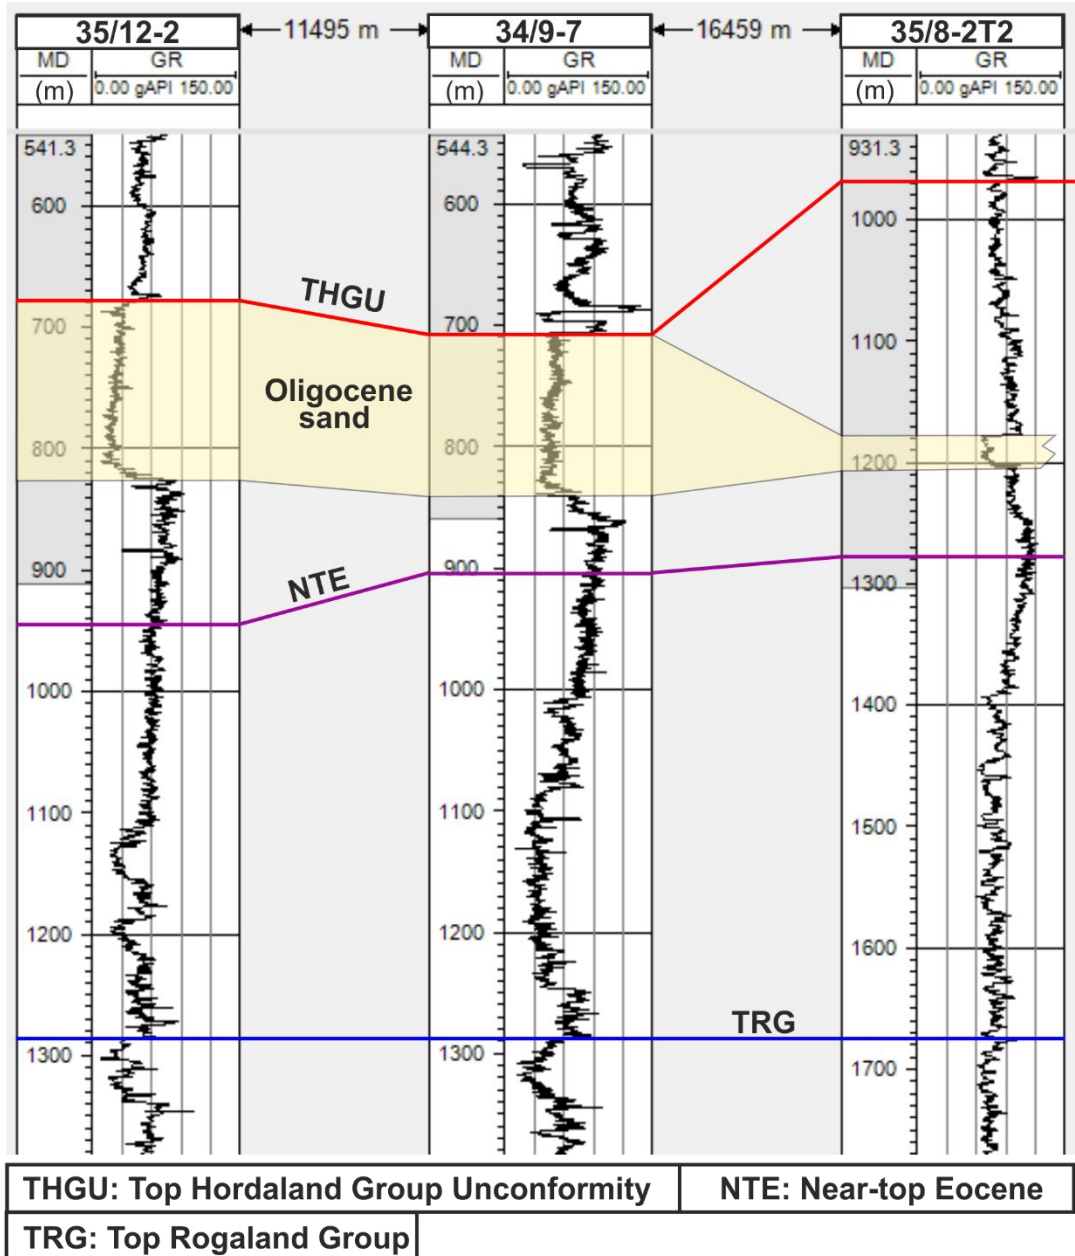 35/12-2 11495 m 34/9-7 16459 m 35/8-2T2
MD GR MD GR MD GR
(m) 0.00 gAPI 150.00 (m) 0.00 gAPI 150.00 (m) 0.00 gAPI 150.00
541.3 544.3 931.3
600 600 1000
THGU
700 700 1100
Oligocene
sand
800 800 1200
900 NTE 900 1300
1000 1000 1400
1100 1100 1500
1200 1200 1600
TRG
1300 1300 1700
THGU: Top Hordaland Group Unconformity NTE: Near-top Eocene
TRG: Top Rogaland Group